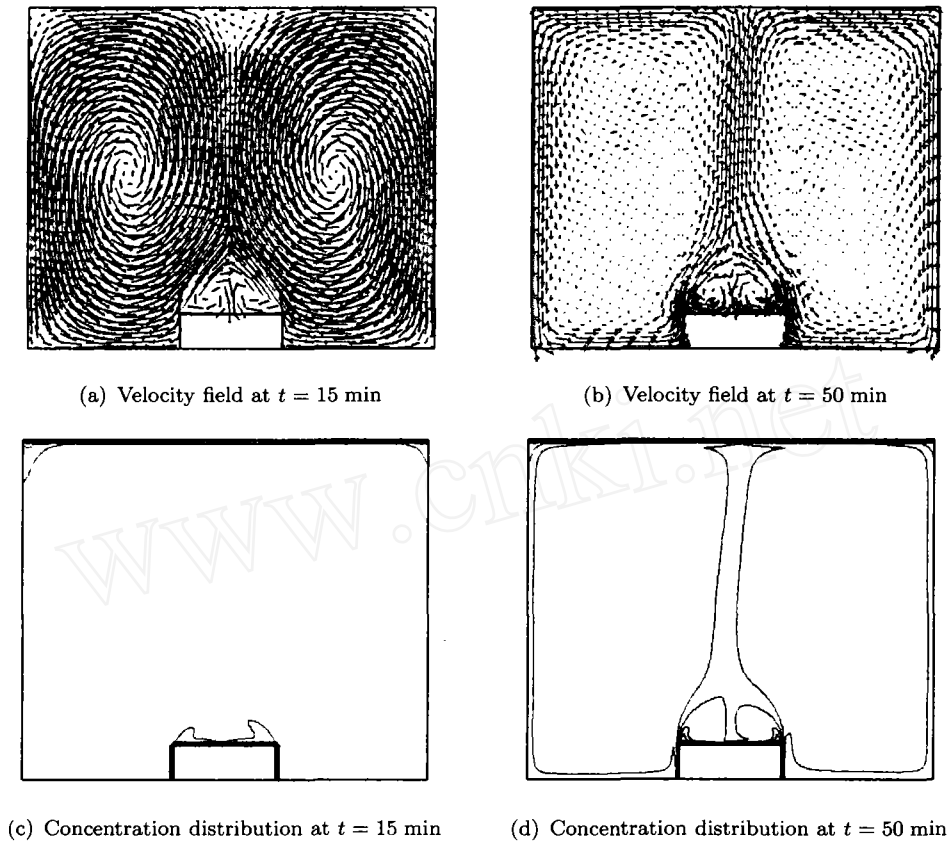 (a) Velocity field at t = 15 min
(b) Velocity field at t = 50 min
www.cnki.net
(c) Concentration distribution at t = 15 min
(d) Concentration distribution at t = 50 min